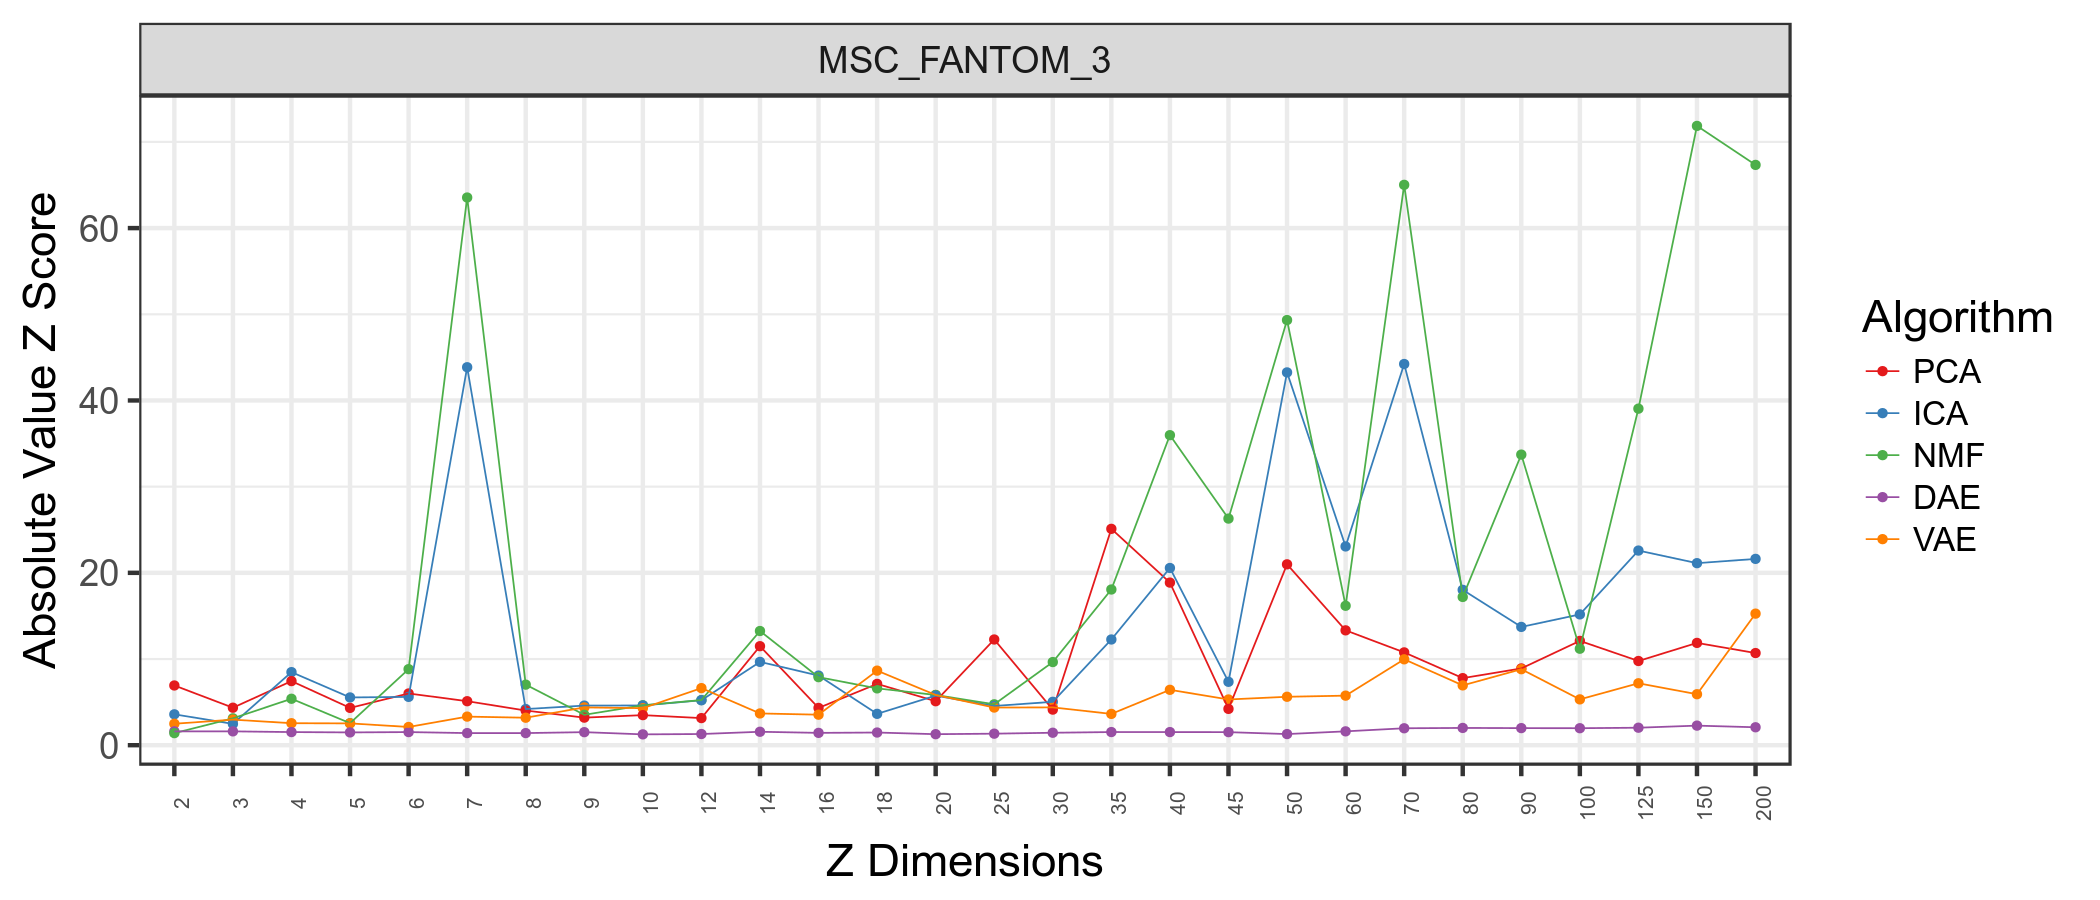 MSC_FANTOM_3
Absolute Value Z Score
60
40
20
0
2 3 4 5 6 7 8 9 10 12 14 16 18 20 25 30 35 40 45 50 60 70 80 90 100 125 150 200
Z Dimensions
Algorithm
PCA
ICA
NMF
DAE
VAE